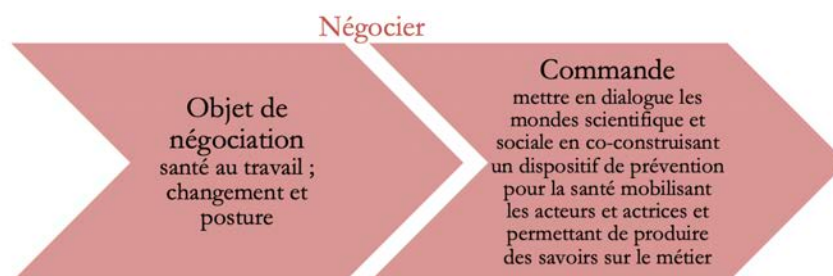 Négocier
Objet de
négociation
santé au travail ;
changement et
posture
Commande
mettre en dialogue les
mondes scientifique et
sociale en co-construisant
un dispositif de prévention
pour la santé mobilisant
les acteurs et actrices et
permettant de produire
des savoirs sur le métier